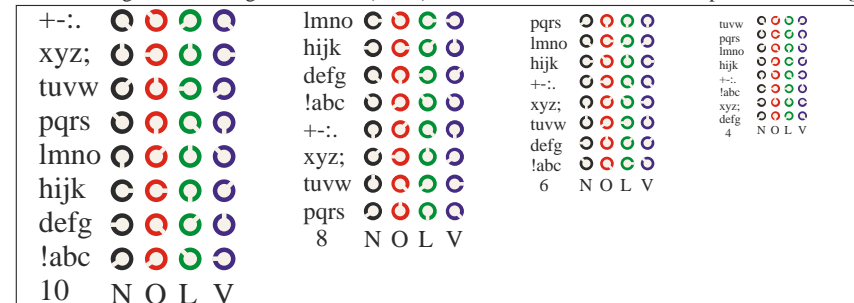 +-:.
xyz;
tuvw
pqrs
lmno
hijk
defg
!abc
10 N O L V
lmno
hijk
defg
!abc
+-:.
xyz;
tuvw
pqrs
8 N O L V
pqrs
lmno
hijk
+-:.
xyz;
tuvw
defg
!abc
6 N O L V
tuvw
pqrs
lmno
hijk
+-:.
!abc
xyz;
defg
4 N O L V